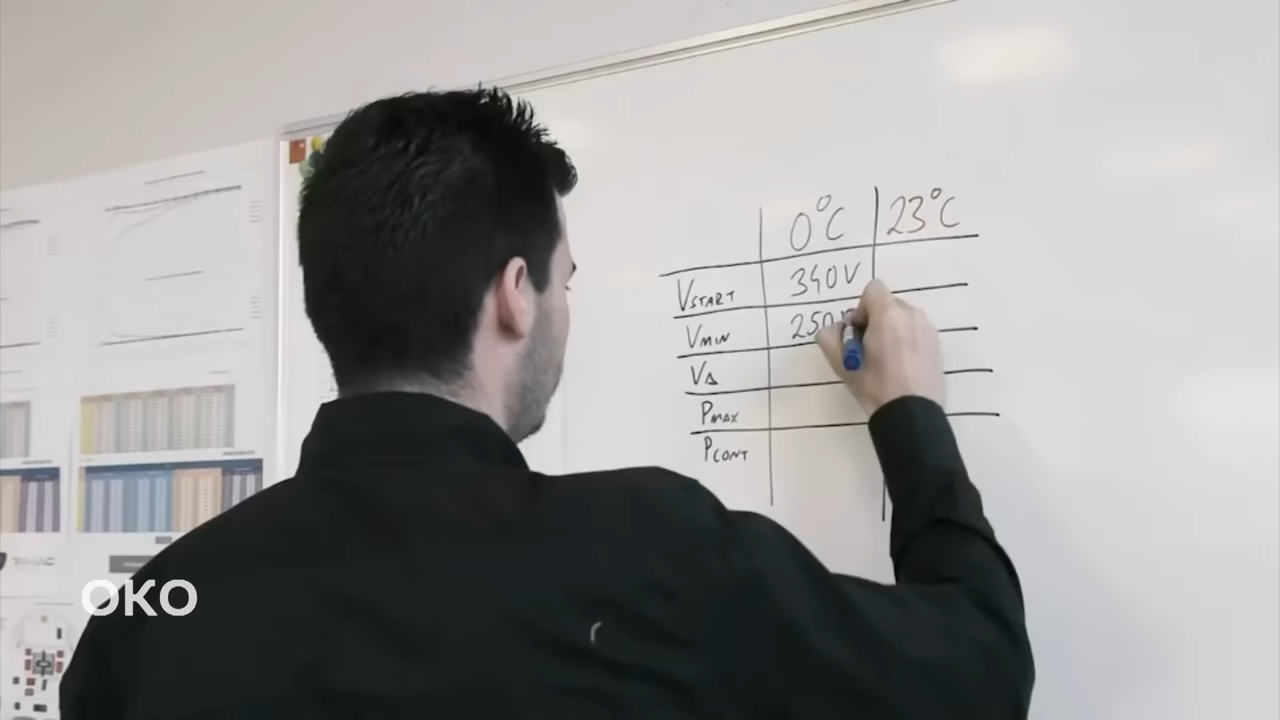 0°C 23°C
VSTART 340V
VMIN 250
VΔ
PMAX
PCONT
OKO